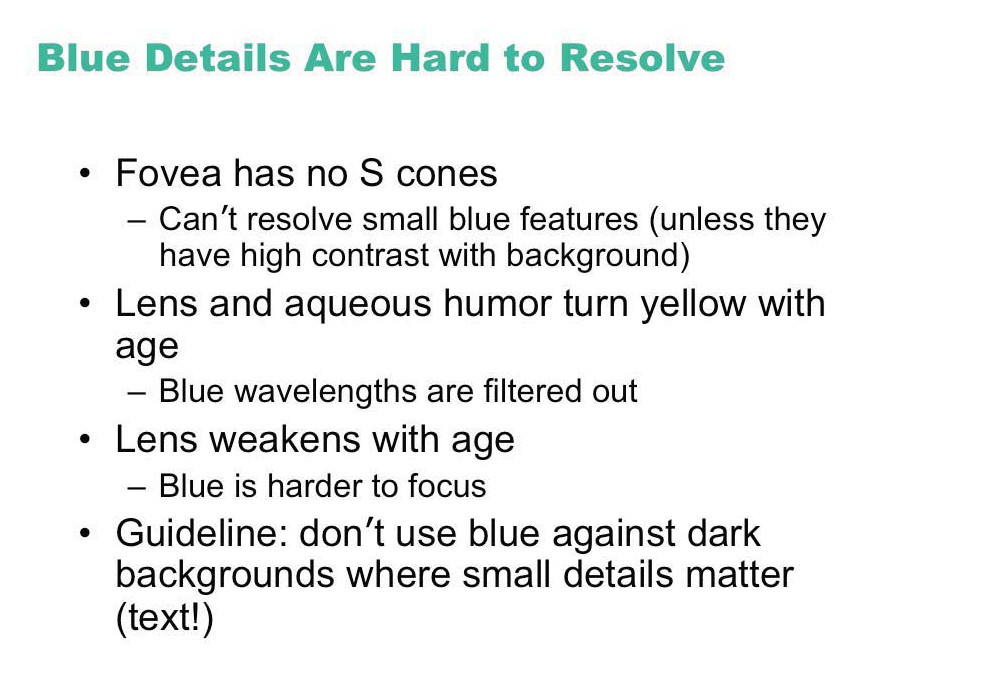 Blue Details Are Hard to Resolve
• Fovea has no S cones
– Can′t resolve small blue features (unless they
have high contrast with background)
• Lens and aqueous humor turn yellow with
age
– Blue wavelengths are filtered out
• Lens weakens with age
– Blue is harder to focus
• Guideline: don′t use blue against dark
backgrounds where small details matter
(text!)